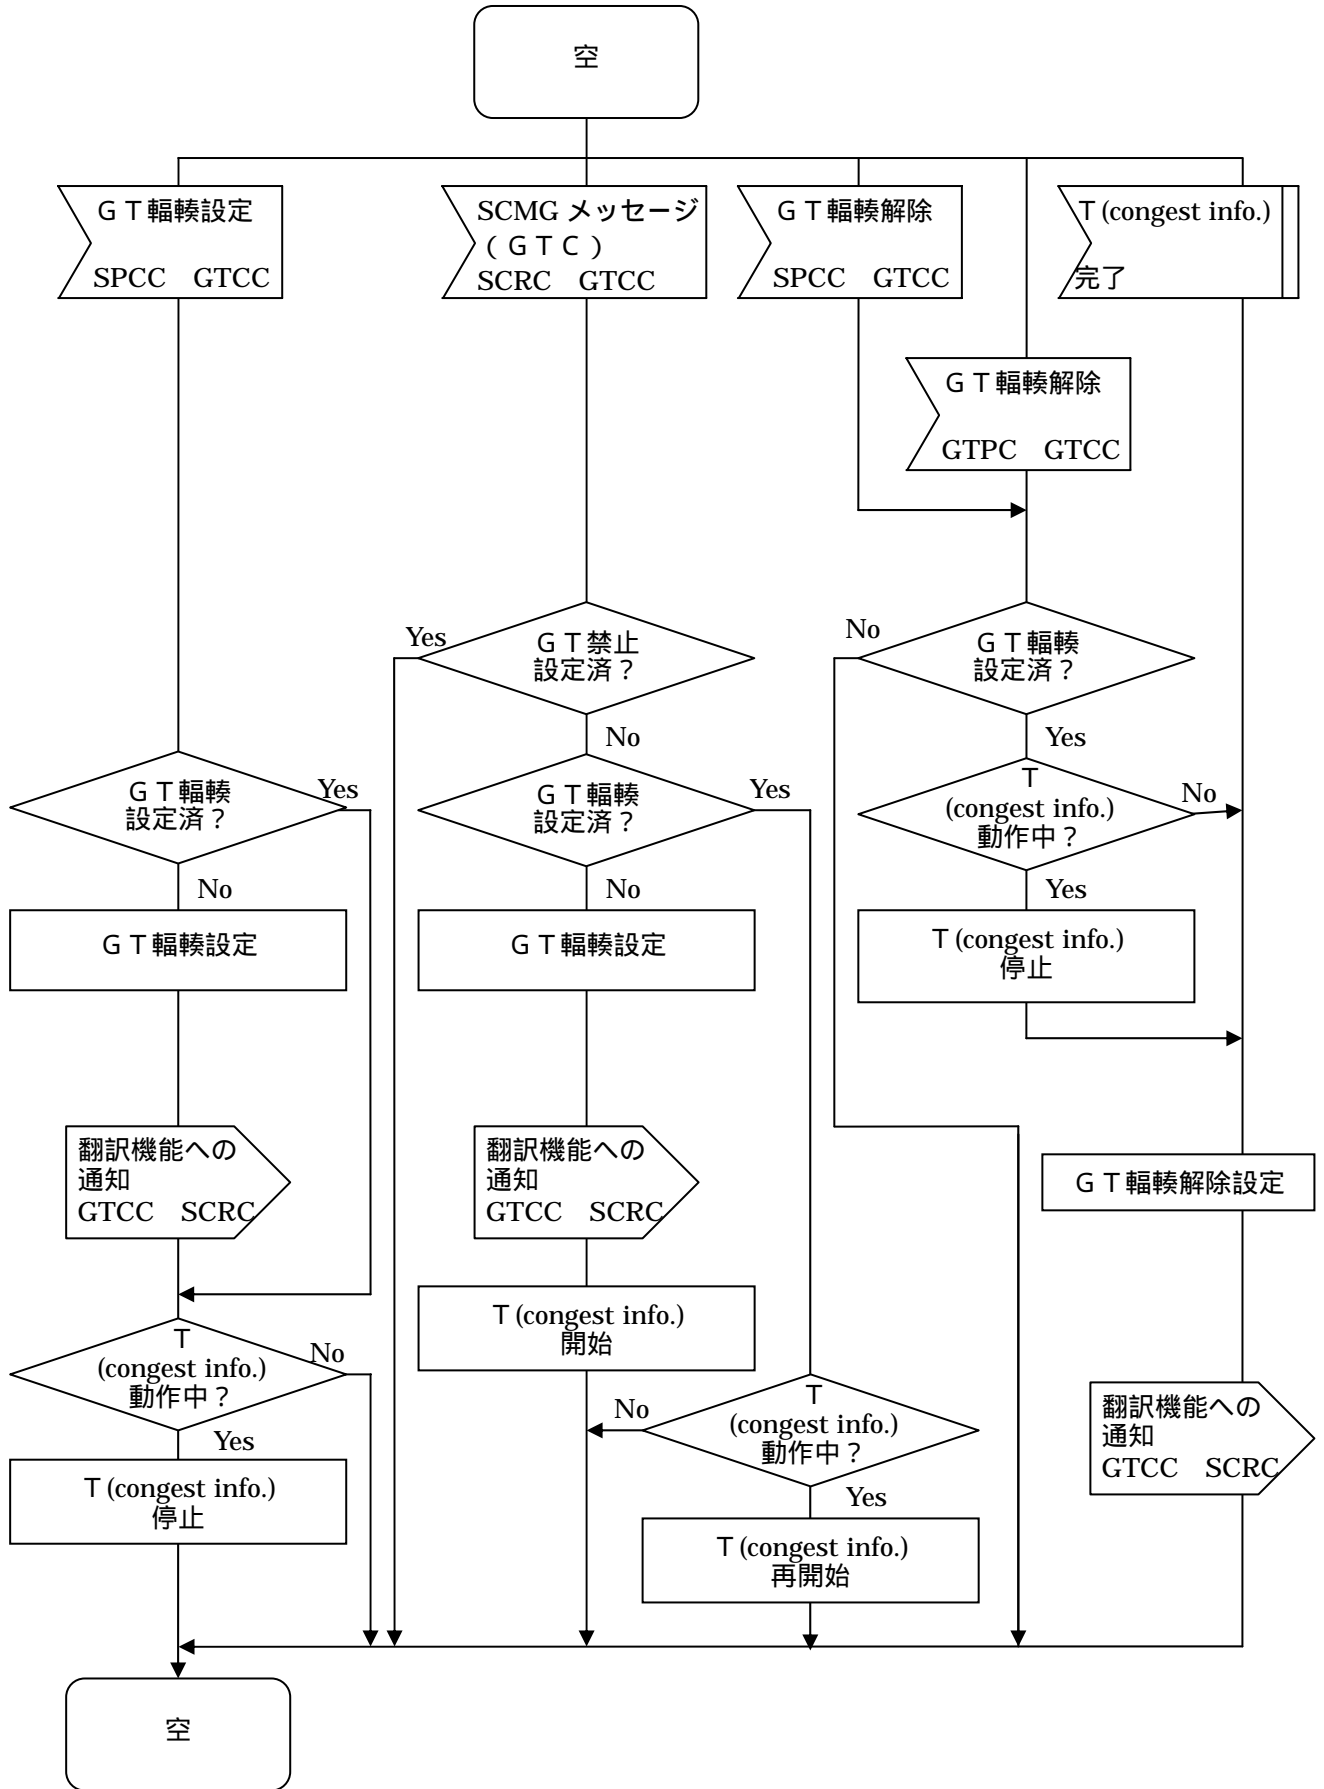 空
ＧＴ輻輳設定
SPCC GTCC
SCMG メッセージ
（ＧＴＣ）
SCRC GTCC
ＧＴ輻輳解除
SPCC GTCC
Ｔ(congest info.)
完了
ＧＴ輻輳解除
GTPC GTCC
Yes
ＧＴ禁止
設定済？
No
No
ＧＴ輻輳
設定済？
Yes
ＧＴ輻輳
設定済？
Yes
No
ＧＴ輻輳
設定済？
Yes
No
Ｔ
(congest info.)
動作中？
No
Yes
ＧＴ輻輳設定
ＧＴ輻輳設定
Ｔ(congest info.)
停止
翻訳機能への
通知
GTCC SCRC
翻訳機能への
通知
GTCC SCRC
ＧＴ輻輳解除設定
Ｔ
(congest info.)
動作中？
No
Yes
Ｔ(congest info.)
開始
No
Ｔ
(congest info.)
動作中？
Yes
翻訳機能への
通知
GTCC SCRC
Ｔ(congest info.)
停止
Ｔ(congest info.)
再開始
空